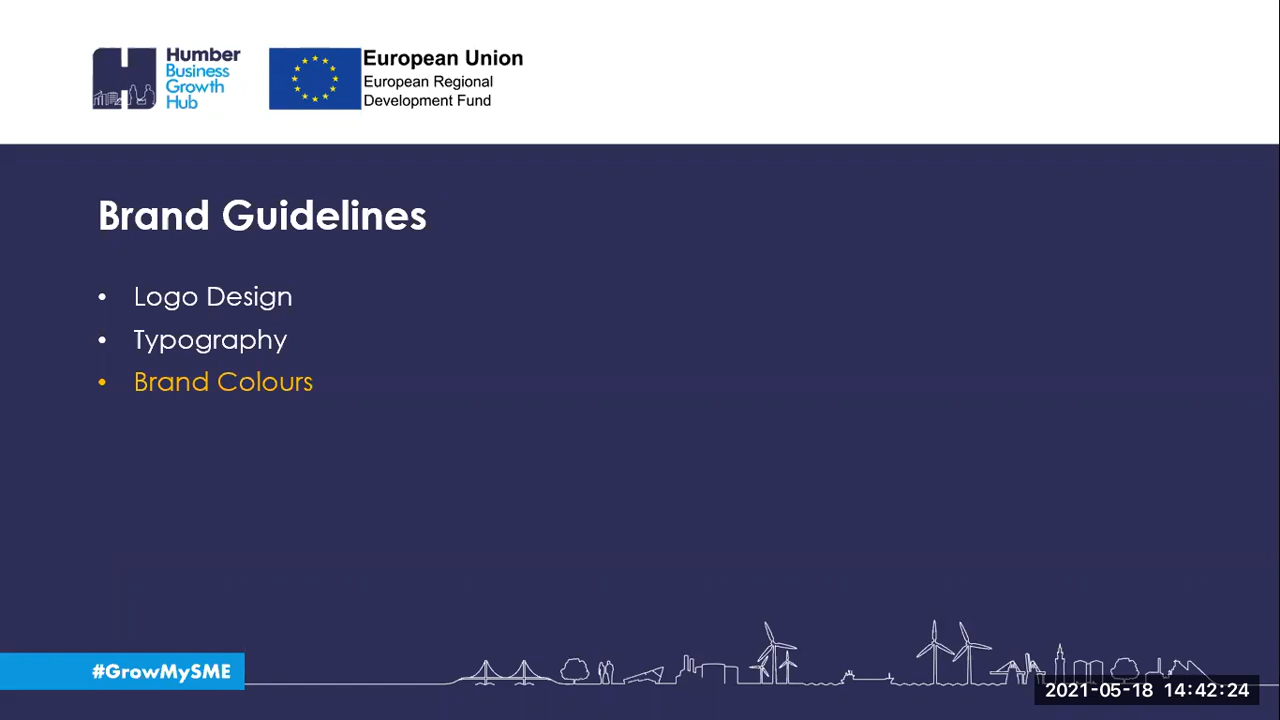 Humber
Business
Growth
Hub
European Union
European Regional
Development Fund
Brand Guidelines
• Logo Design
• Typography
• Brand Colours
#GrowMySME
2021-05-18 14:42:24